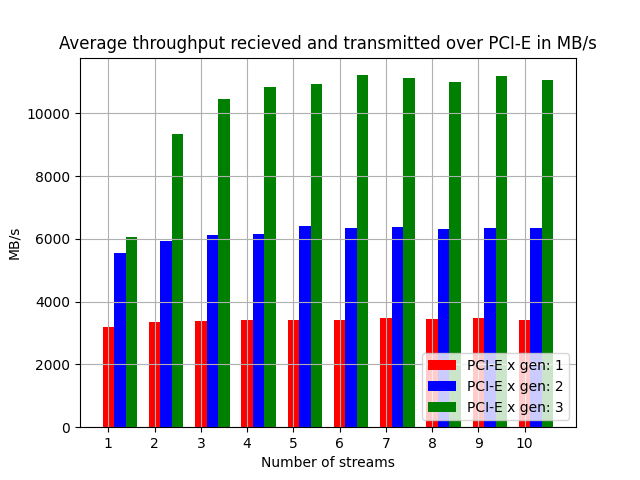 Average throughput recieved and transmitted over PCI-E in MB/s
10000
8000
6000
4000
2000
0
MB/s
1 2 3 4 5 6 7 8 9 10
Number of streams
PCI-E x gen: 1
PCI-E x gen: 2
PCI-E x gen: 3